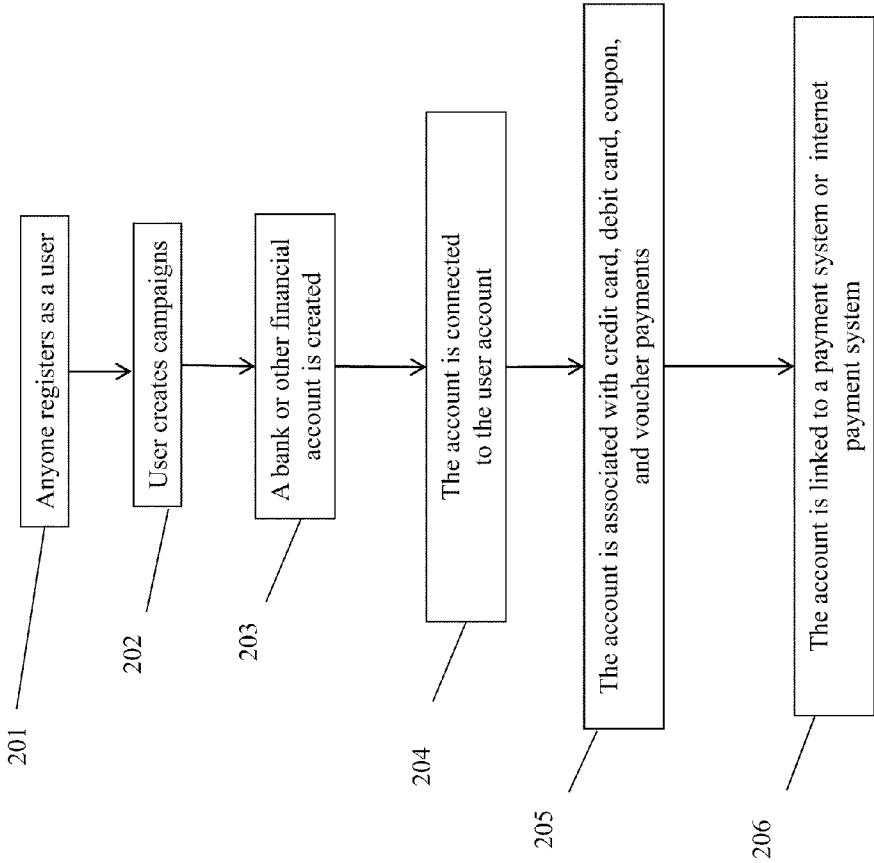 201
Anyone registers as a user
202
User creates campaigns
203
A bank or other financial
account is created
204
The account is connected
to the user account
205
The account is associated with credit card, debit card, coupon,
and voucher payments
206
The account is linked to a payment system or internet
payment system